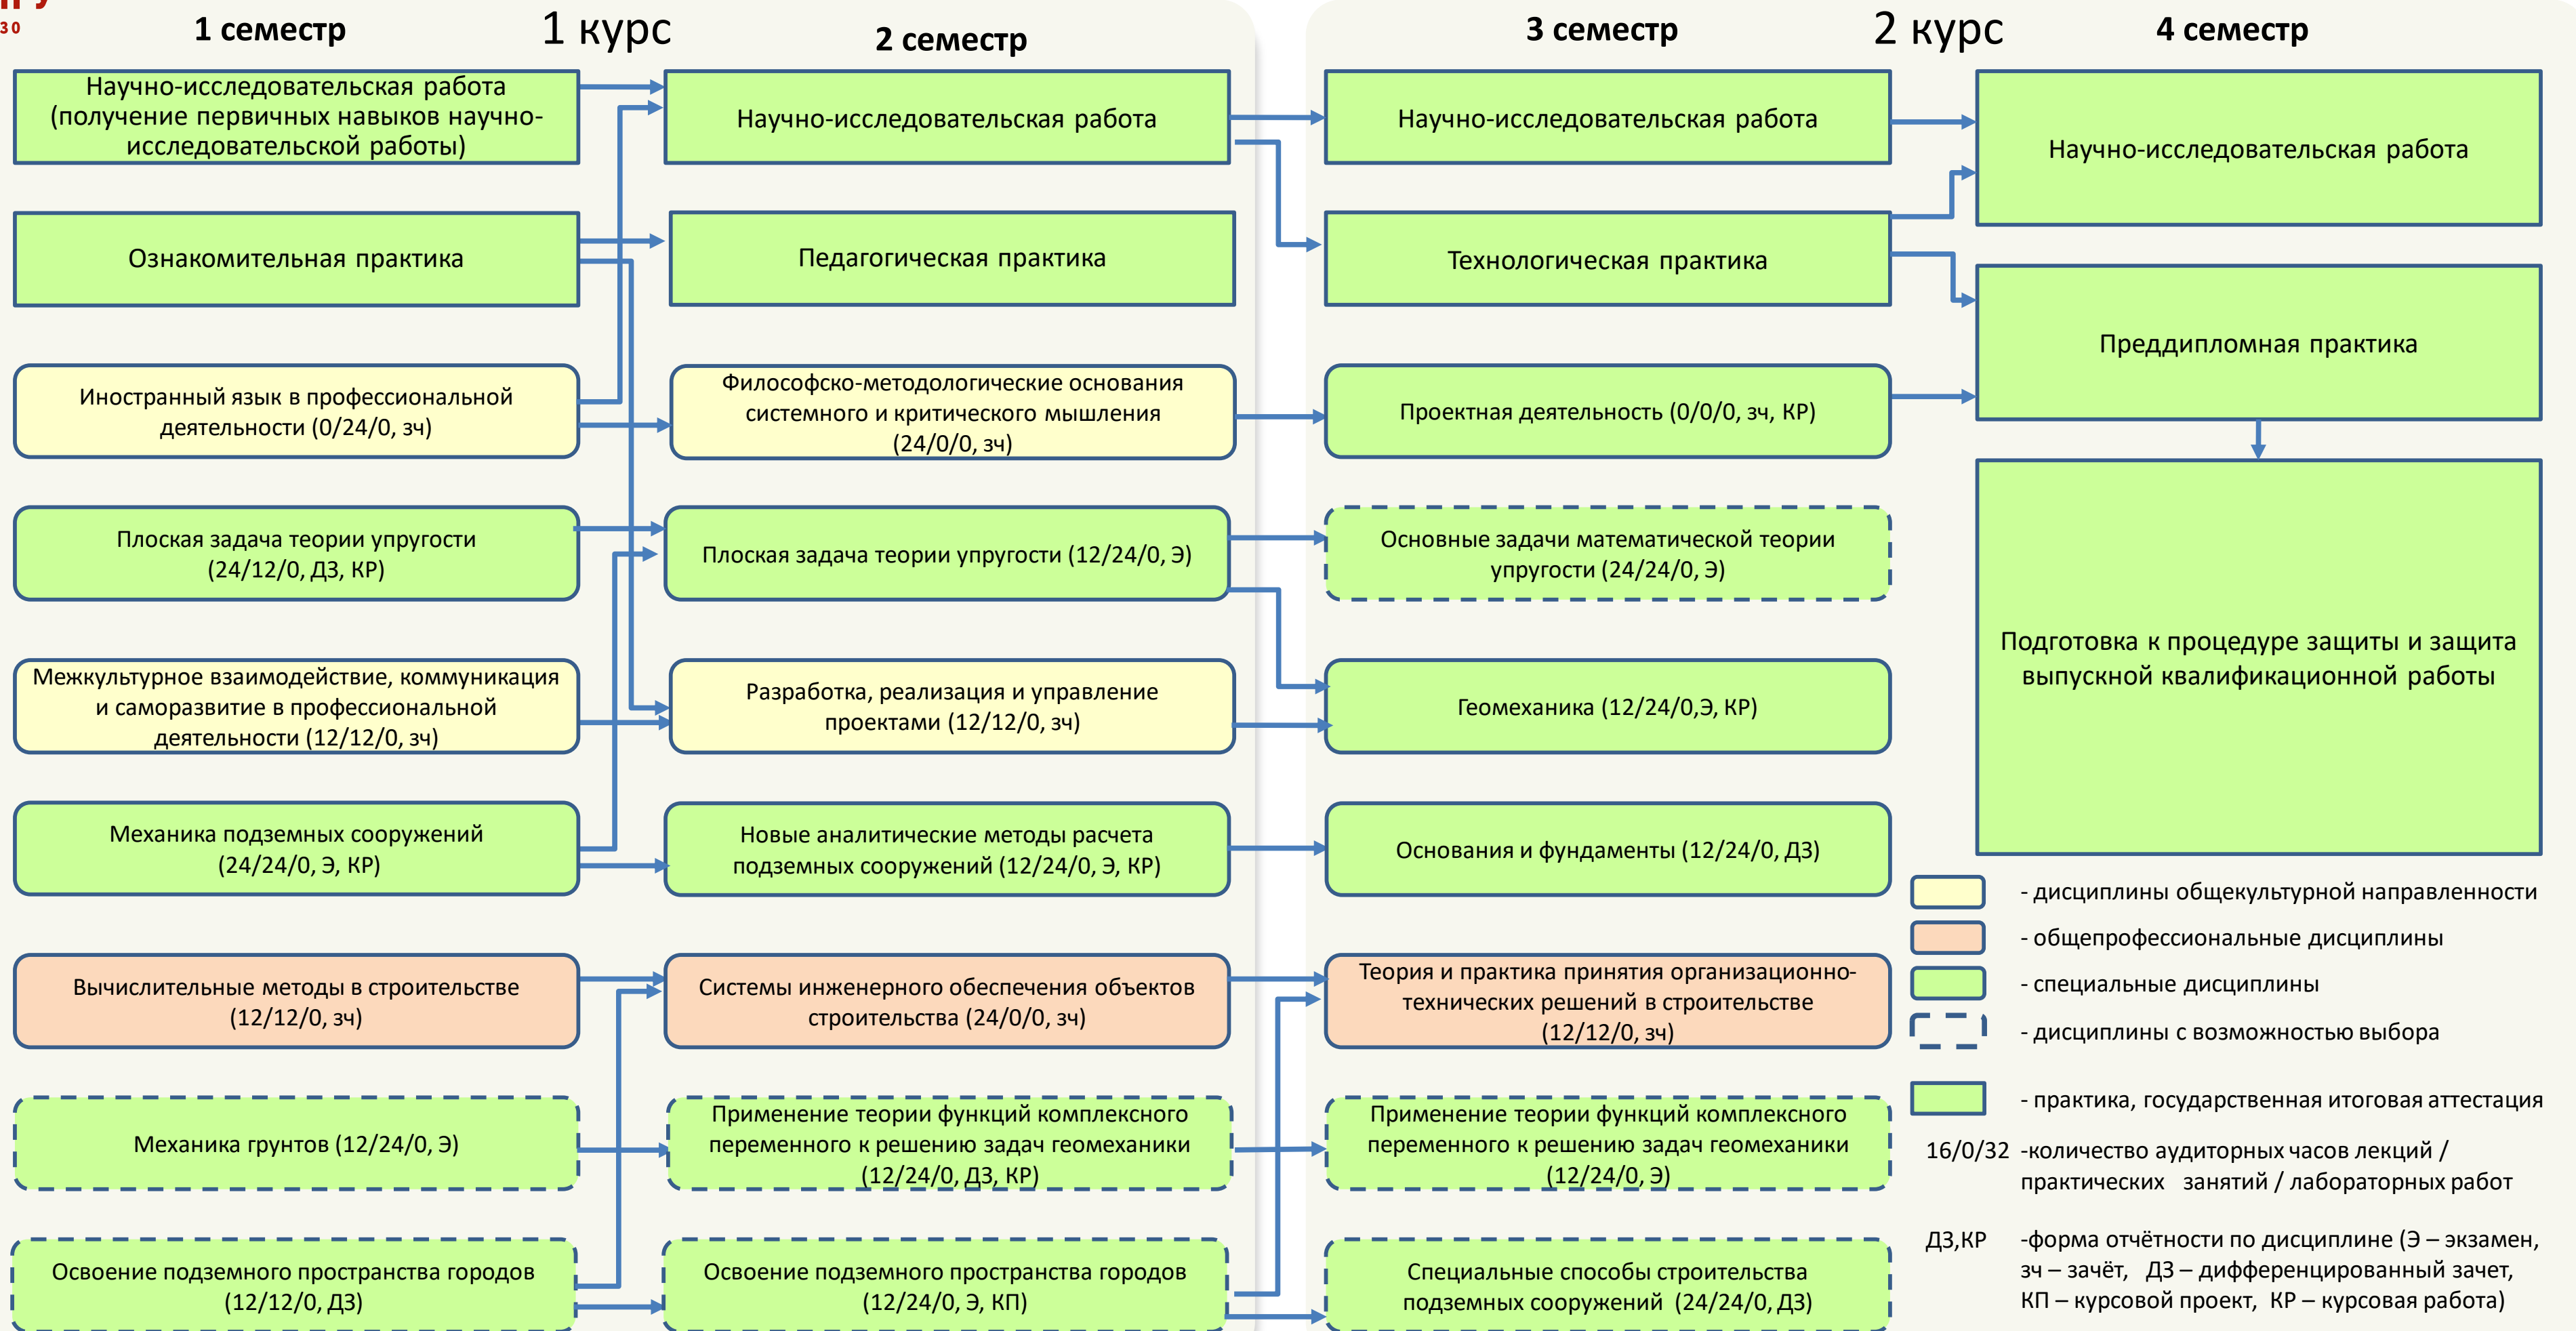 30
1 семестр
1 курс
2 семестр
3 семестр
2 курс
4 семестр
Научно-исследовательская работа
(получение первичных навыков научно-
исследовательской работы)
Научно-исследовательская работа
Научно-исследовательская работа
Научно-исследовательская работа
Ознакомительная практика
Педагогическая практика
Технологическая практика
Преддипломная практика
Иностранный язык в профессиональной
деятельности (0/24/0, зч)
Философско-методологические основания
системного и критического мышления
(24/0/0, зч)
Проектная деятельность (0/0/0, зч, КР)
Плоская задача теории упругости
(24/12/0, ДЗ, КР)
Плоская задача теории упругости (12/24/0, Э)
Основные задачи математической теории
упругости (24/24/0, Э)
Подготовка к процедуре защиты и защита
выпускной квалификационной работы
Межкультурное взаимодействие, коммуникация
и саморазвитие в профессиональной
деятельности (12/12/0, зч)
Разработка, реализация и управление
проектами (12/12/0, зч)
Геомеханика (12/24/0,Э, КР)
Механика подземных сооружений
(24/24/0, Э, КР)
Новые аналитические методы расчета
подземных сооружений (12/24/0, Э, КР)
Основания и фундаменты (12/24/0, ДЗ)
Вычислительные методы в строительстве
(12/12/0, зч)
Системы инженерного обеспечения объектов
строительства (24/0/0, зч)
Теория и практика принятия организационно-
технических решений в строительстве
(12/12/0, зч)
Механика грунтов (12/24/0, Э)
Применение теории функций комплексного
переменного к решению задач геомеханики
(12/24/0, ДЗ, КР)
Применение теории функций комплексного
переменного к решению задач геомеханики
(12/24/0, Э)
Освоение подземного пространства городов
(12/12/0, ДЗ)
Освоение подземного пространства городов
(12/24/0, Э, КП)
Специальные способы строительства
подземных сооружений (24/24/0, ДЗ)
- дисциплины общекультурной направленности
- общепрофессиональные дисциплины
- специальные дисциплины
- дисциплины с возможностью выбора
- практика, государственная итоговая аттестация
16/0/32 -количество аудиторных часов лекций /
практических занятий / лабораторных работ
ДЗ,КР -форма отчётности по дисциплине (Э – экзамен,
зч – зачёт, ДЗ – дифференцированный зачет,
КП – курсовой проект, КР – курсовая работа)